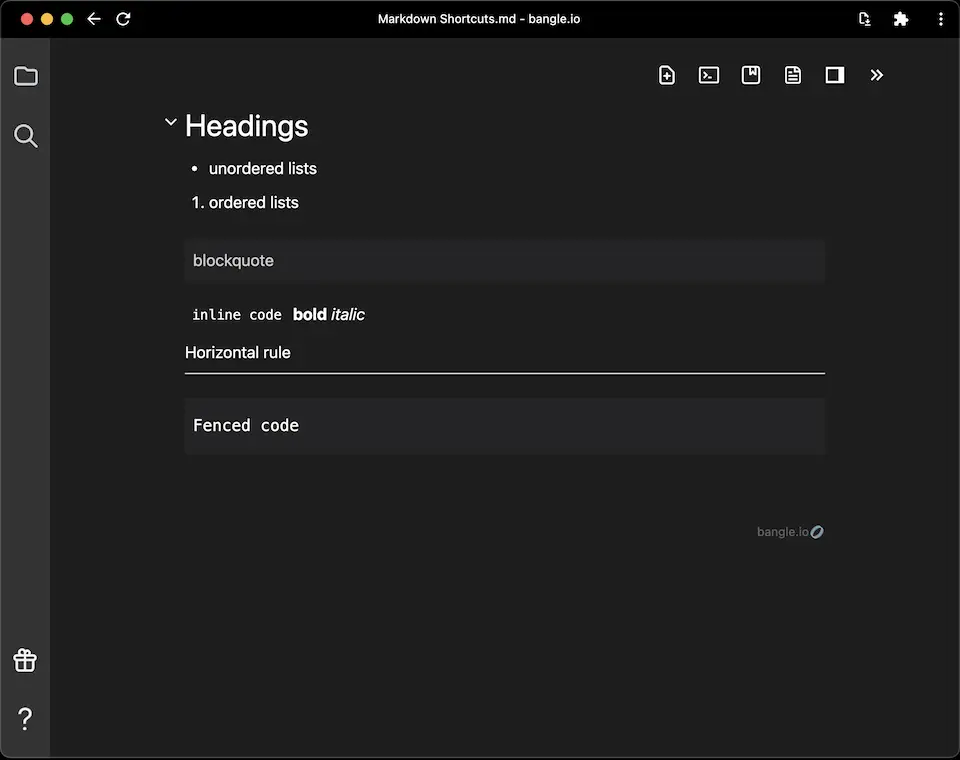 Markdown Shortcuts.md - bangle.io
Headings
• unordered lists
1. ordered lists
blockquote
inline code bold italic
Horizontal rule
Fenced code
bangle.io
?